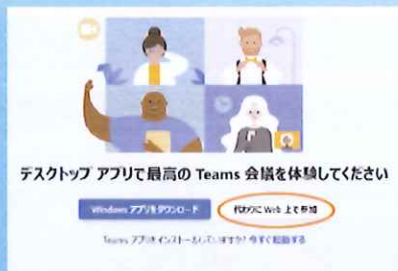 デスクトップ アプリで最高の Teams 会議を体験してください
Windows アプリをダウンロード
代わりに Web 上で参加
Teams アプリをインストールしていますか? 今すぐ起動する